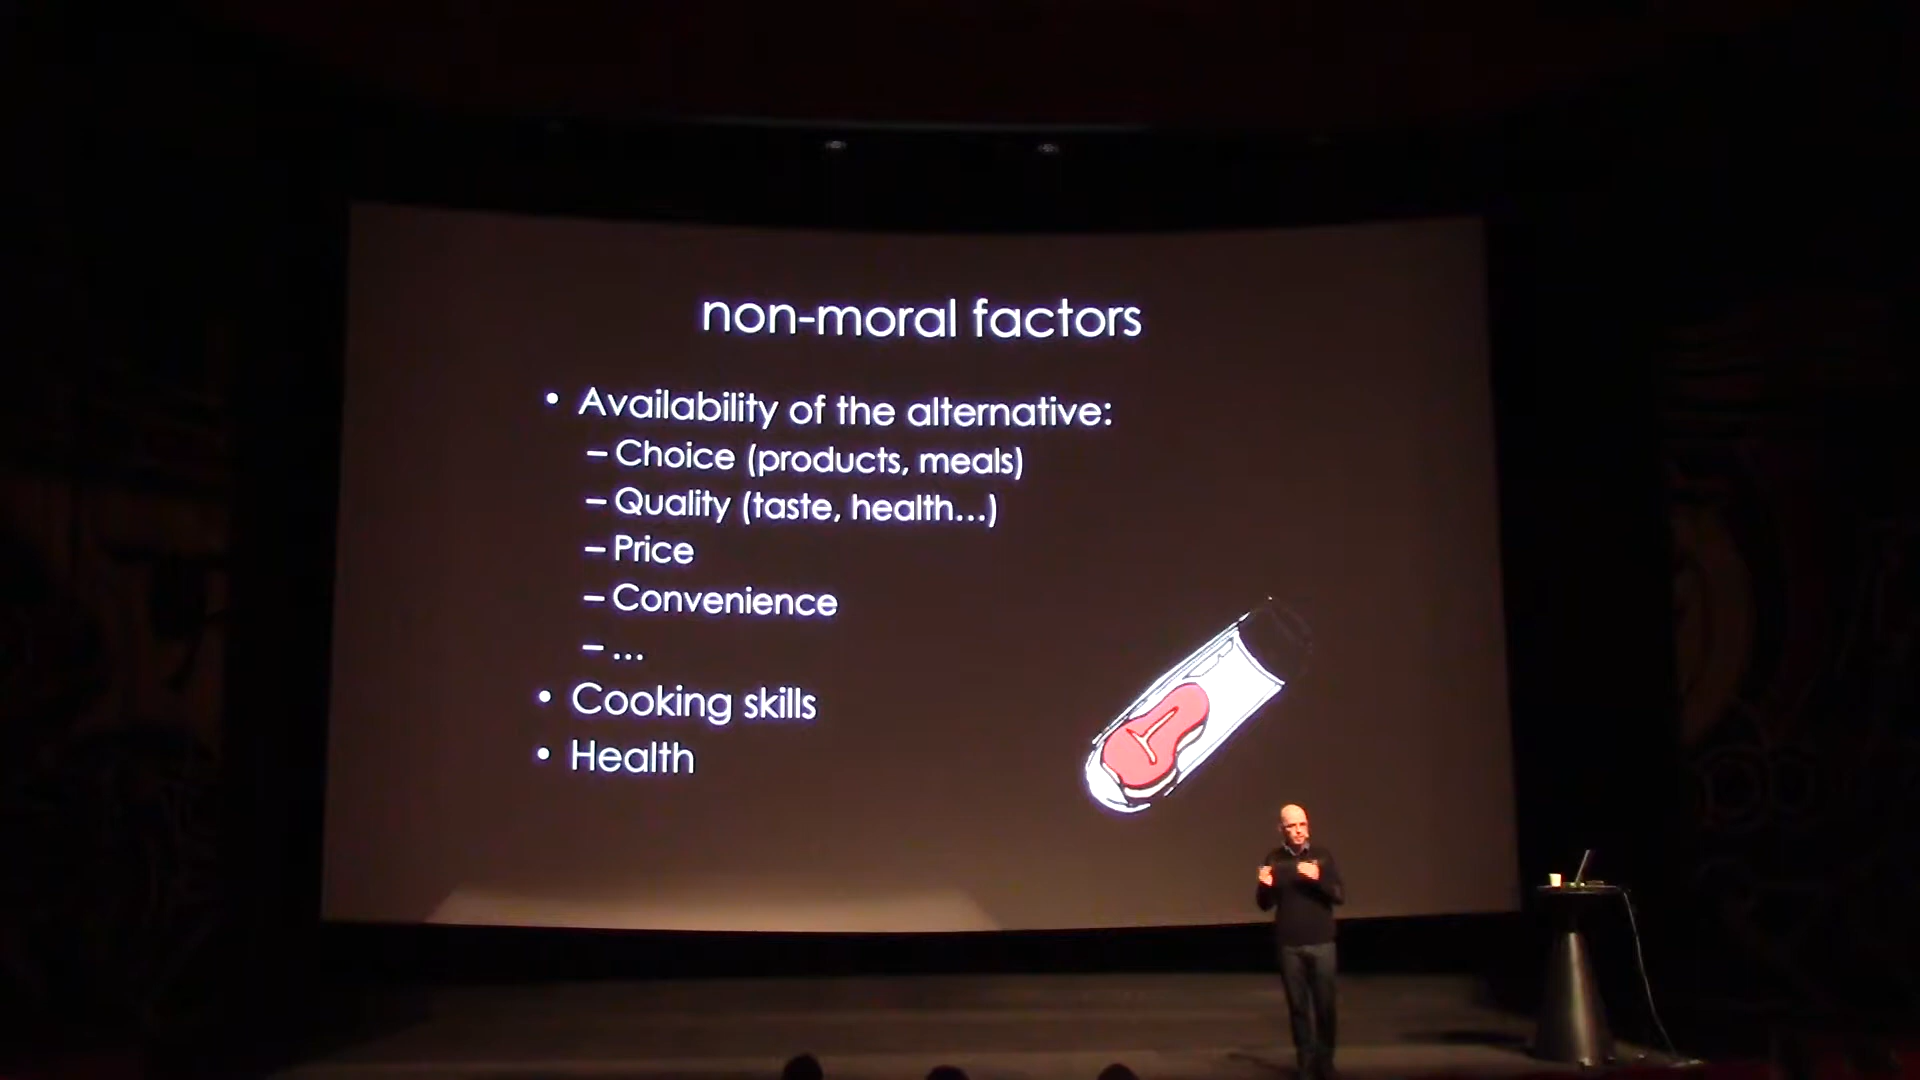 non-moral factors
• Availability of the alternative:
– Choice (products, meals)
– Quality (taste, health...)
– Price
– Convenience
– ...
• Cooking skills
• Health